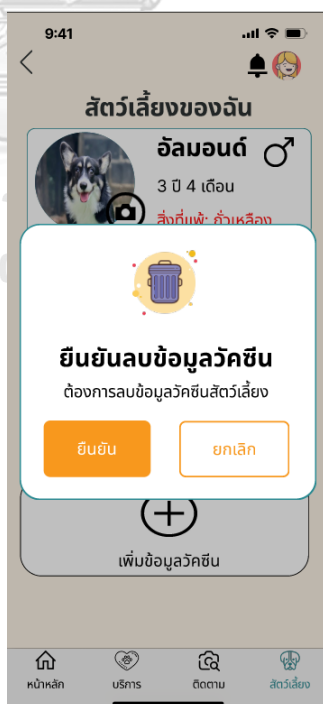 9:41
สัตว์เลี้ยงของฉัน
อัลมอนด์
3 ปี 4 เดือน
สิ่งที่แพ้: ถั่วเหลือง
ยืนยันลบข้อมูลวัคซีน
ต้องการลบข้อมูลวัคซีนสัตว์เลี้ยง
ยืนยัน ยกเลิก
เพิ่มข้อมูลวัคซีน
หน้าหลัก บริการ ติดตาม สัตว์เลี้ยง